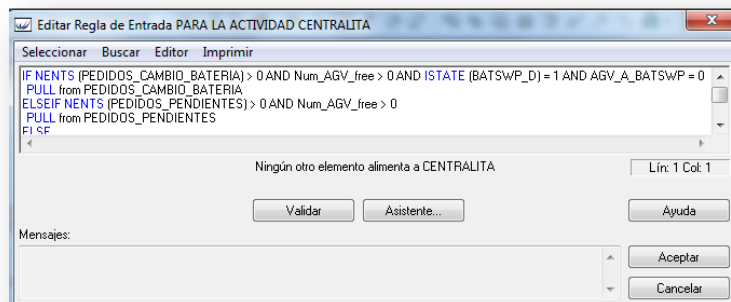 Editar Regla de Entrada PARA LA ACTIVIDAD CENTRALITA
Seleccionar Buscar Editor Imprimir
IF NENTS (PEDIDOS_CAMBIO_BATERIA) > 0 AND Num_AGV_free > 0 AND ISTATE (BATSWP_D) = 1 AND AGV_A_BATSWP = 0
PULL from PEDIDOS_CAMBIO_BATERIA
ELSEIF NENTS (PEDIDOS_PENDIENTES) > 0 AND Num_AGV_free > 0
PULL from PEDIDOS_PENDIENTES
ELSE
Ningún otro elemento alimenta a CENTRALITA
Lín: 1 Col: 1
Validar
Asistente...
Ayuda
Mensajes:
Aceptar
Cancelar